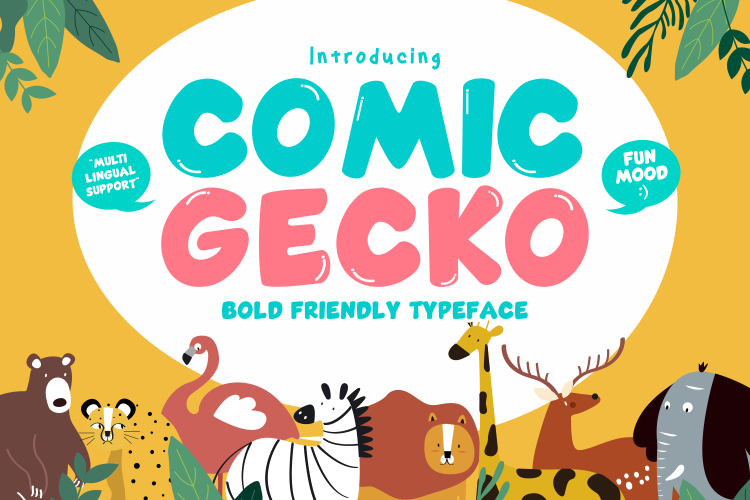 Introducing
COMIC
GECKO
"MULTI
LINGUAL
SUPPORT"
FUN
MOOD
:)
BOLD FRIENDLY TYPEFACE